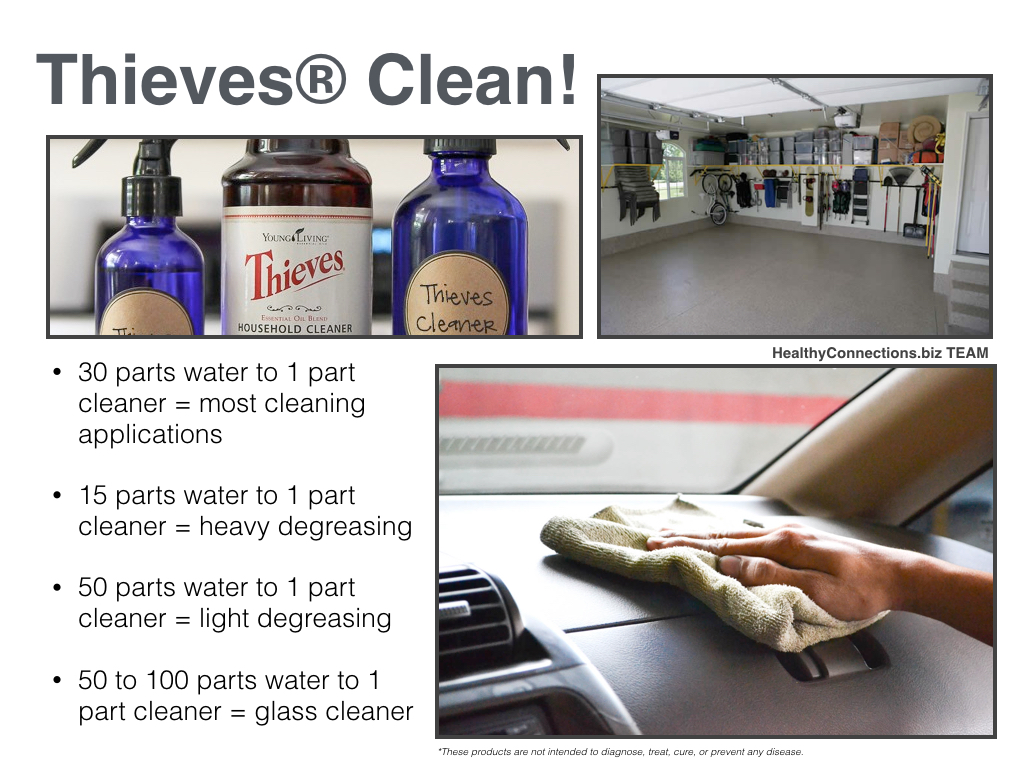 Thieves® Clean!
YOUNG LIVING™
ESSENTIAL OILS
Thieves®
ESSENTIAL OIL BLEND
HOUSEHOLD CLEANER
Thieves
Cleaner
HealthyConnections.biz TEAM
• 30 parts water to 1 part
cleaner = most cleaning
applications
• 15 parts water to 1 part
cleaner = heavy degreasing
• 50 parts water to 1 part
cleaner = light degreasing
• 50 to 100 parts water to 1
part cleaner = glass cleaner
*These products are not intended to diagnose, treat, cure, or prevent any disease.